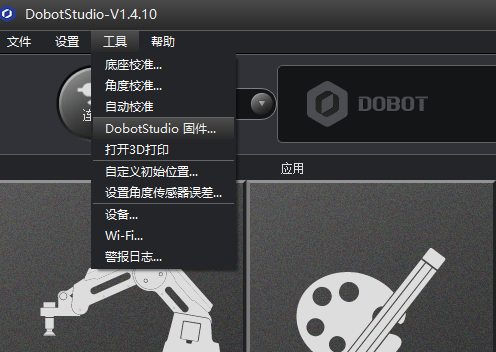 DobotStudio-V1.4.10
文件 设置 工具 帮助
底座校准...
角度校准...
自动校准
DobotStudio 固件...
打开3D打印
自定义初始位置...
设置角度传感器误差...
设备...
Wi-Fi...
警报日志...
DOBOT
应用